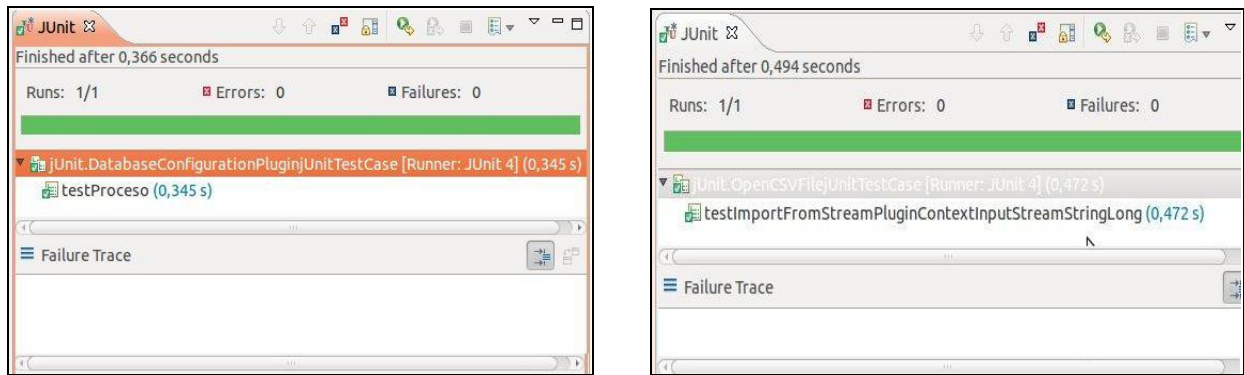 JUnit
Finished after 0,366 seconds
Runs: 1/1 Errors: 0 Failures: 0
jUnit.DatabaseConfigurationPluginjUnitTestCase [Runner: JUnit 4] (0,345 s)
testProceso (0,345 s)
Failure Trace
JUnit
Finished after 0,494 seconds
Runs: 1/1 Errors: 0 Failures: 0
jUnit.OpenCSVFilejUnitTestCase [Runner: JUnit 4] (0,472 s)
testImportFromStreamPluginContextInputStreamStringLong (0,472 s)
Failure Trace